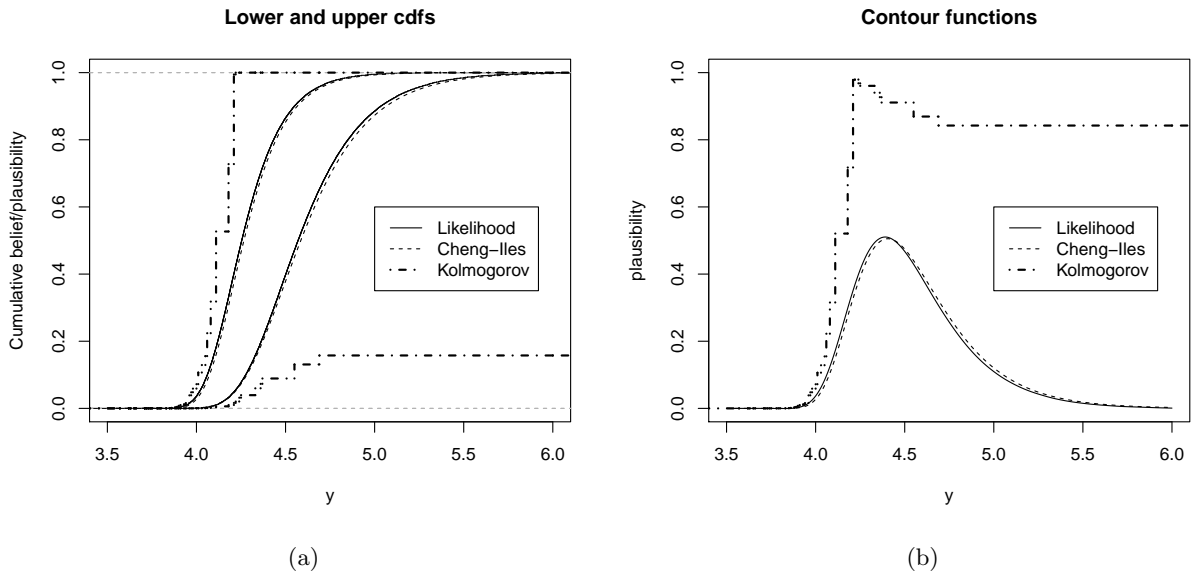 Lower and upper cdfs
Cumulative belief/plausibility
1.0
0.8
0.6
0.4
0.2
0.0
Likelihood
Cheng−Iles
Kolmogorov
3.5 4.0 4.5 5.0 5.5 6.0
y
(a)
Contour functions
plausibility
1.0
0.8
0.6
0.4
0.2
0.0
Likelihood
Cheng−Iles
Kolmogorov
3.5 4.0 4.5 5.0 5.5 6.0
y
(b)